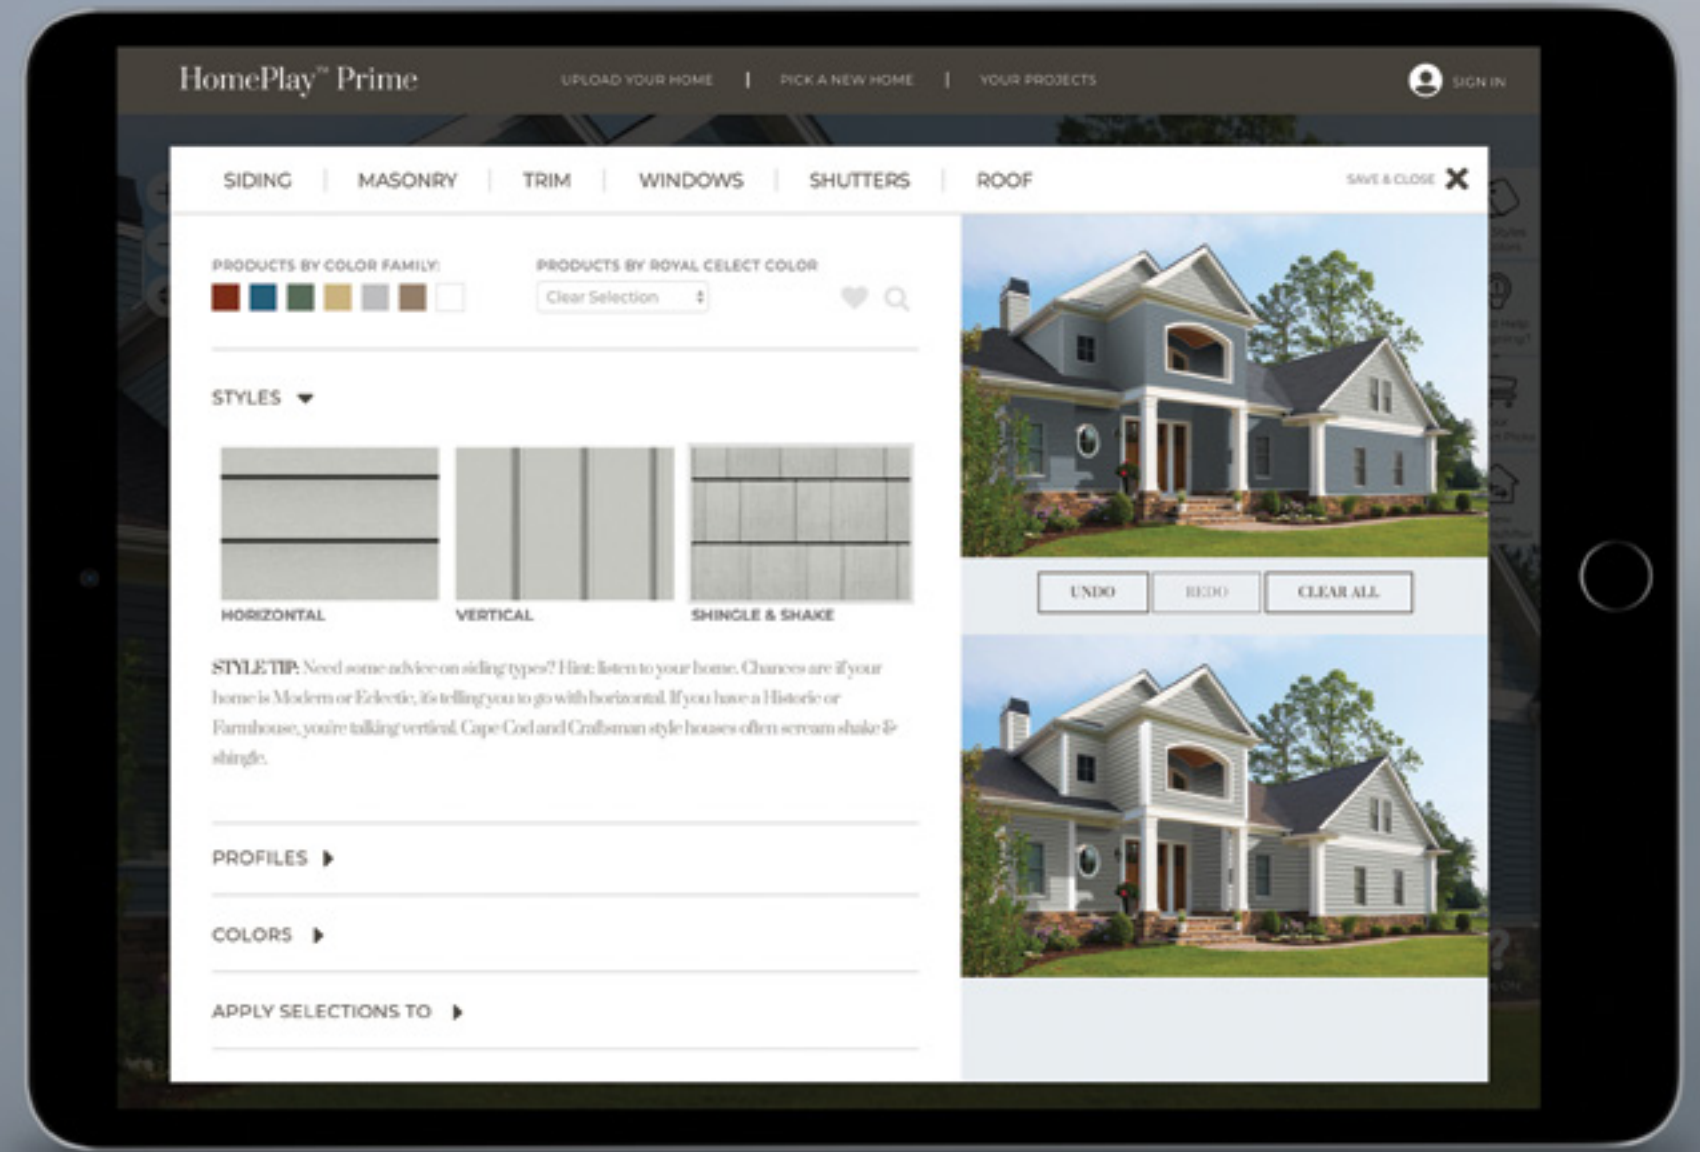 HomePlay™ Prime
UPLOAD YOUR HOME | PICK A NEW HOME | YOUR PROJECTS
SIGN IN
SIDING | MASONRY | TRIM | WINDOWS | SHUTTERS | ROOF
SAVE & CLOSE
PRODUCTS BY COLOR FAMILY:
PRODUCTS BY ROYAL CELECT COLOR
Clear Selection
STYLES
HORIZONTAL
VERTICAL
SHINGLE & SHAKE
STYLE TIP: Need some advice on siding types? Hint: listen to your home. Chances are if your
home is Modern or Eclectic, it's telling you to go with horizontal. If you have a Historic or
Farmhouse, you're talking vertical. Cape Cod and Craftsman style houses often scream shake &
shingle.
PROFILES
COLORS
APPLY SELECTIONS TO
UNDO
REDO
CLEAR ALL
Styles
Help
?
ON